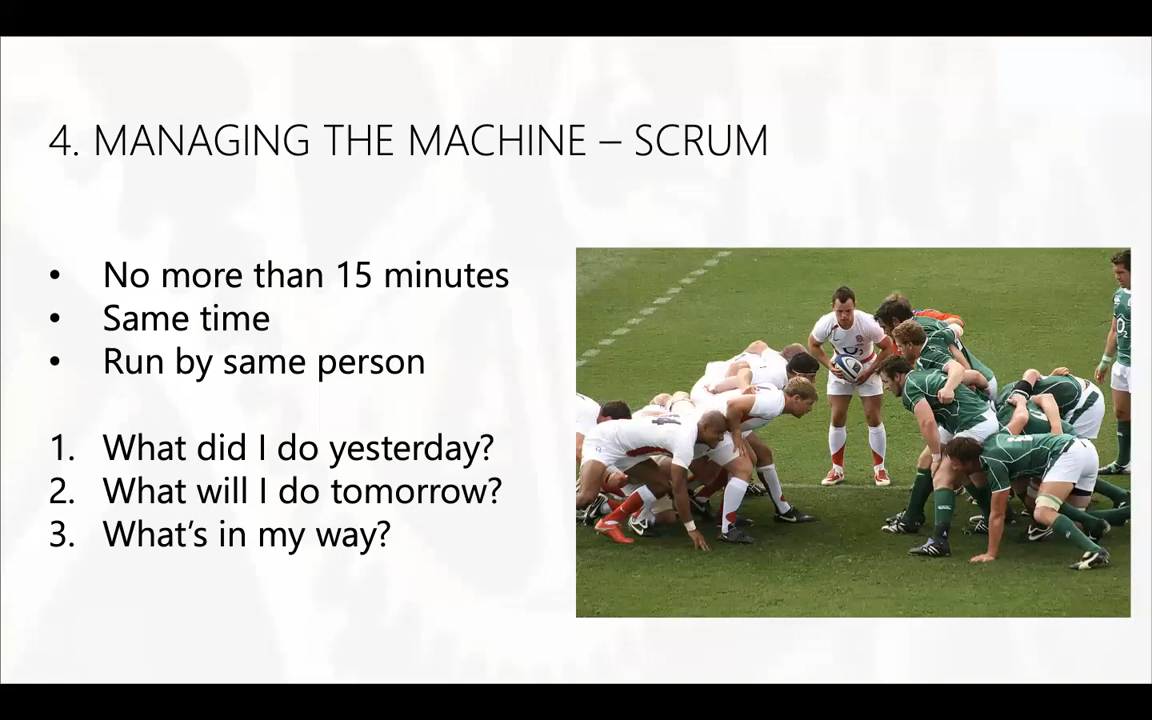 4. MANAGING THE MACHINE – SCRUM
• No more than 15 minutes
• Same time
• Run by same person
1. What did I do yesterday?
2. What will I do tomorrow?
3. What's in my way?